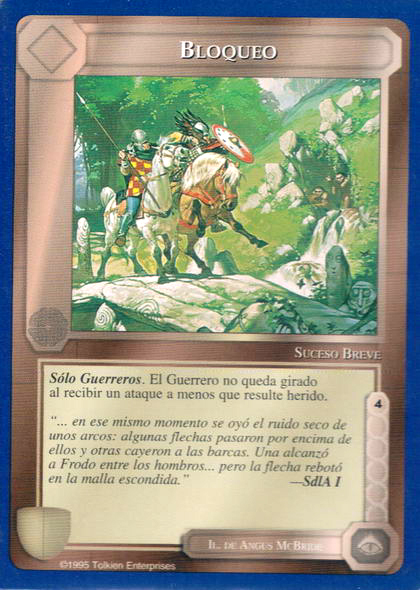 BLOQUEO
SUCESO BREVE
Sólo Guerreros. El Guerrero no queda girado
al recibir un ataque a menos que resulte herido.
4
“... en ese mismo momento se oyó el ruido seco de
unos arcos: algunas flechas pasaron por encima de
ellos y otras cayeron a las barcas. Una alcanzó
a Frodo entre los hombros... pero la flecha rebotó
en la malla escondida.” —SdlA I
IL. DE ANGUS MCBRIDE
©1995 Tolkien Enterprises